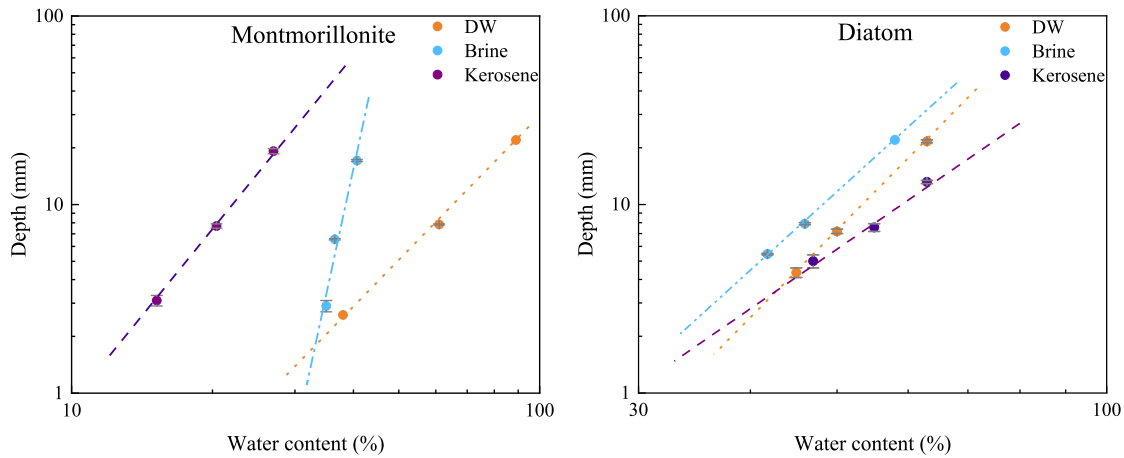 Montmorillonite
DW
Brine
Kerosene
100
10
1
Depth (mm)
10
100
Water content (%)
Diatom
DW
Brine
Kerosene
100
10
1
Depth (mm)
30
100
Water content (%)